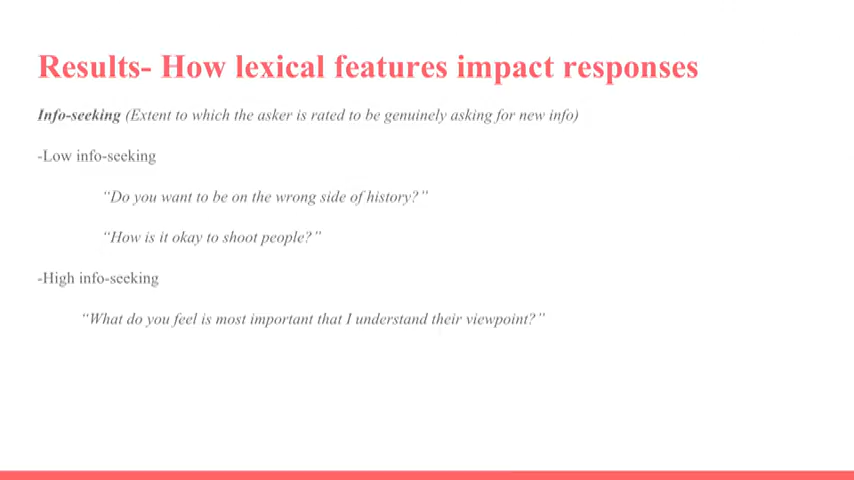 Results- How lexical features impact responses
Info-seeking (Extent to which the asker is rated to be genuinely asking for new info)
-Low info-seeking
“Do you want to be on the wrong side of history?”
“How is it okay to shoot people?”
-High info-seeking
“What do you feel is most important that I understand their viewpoint?”